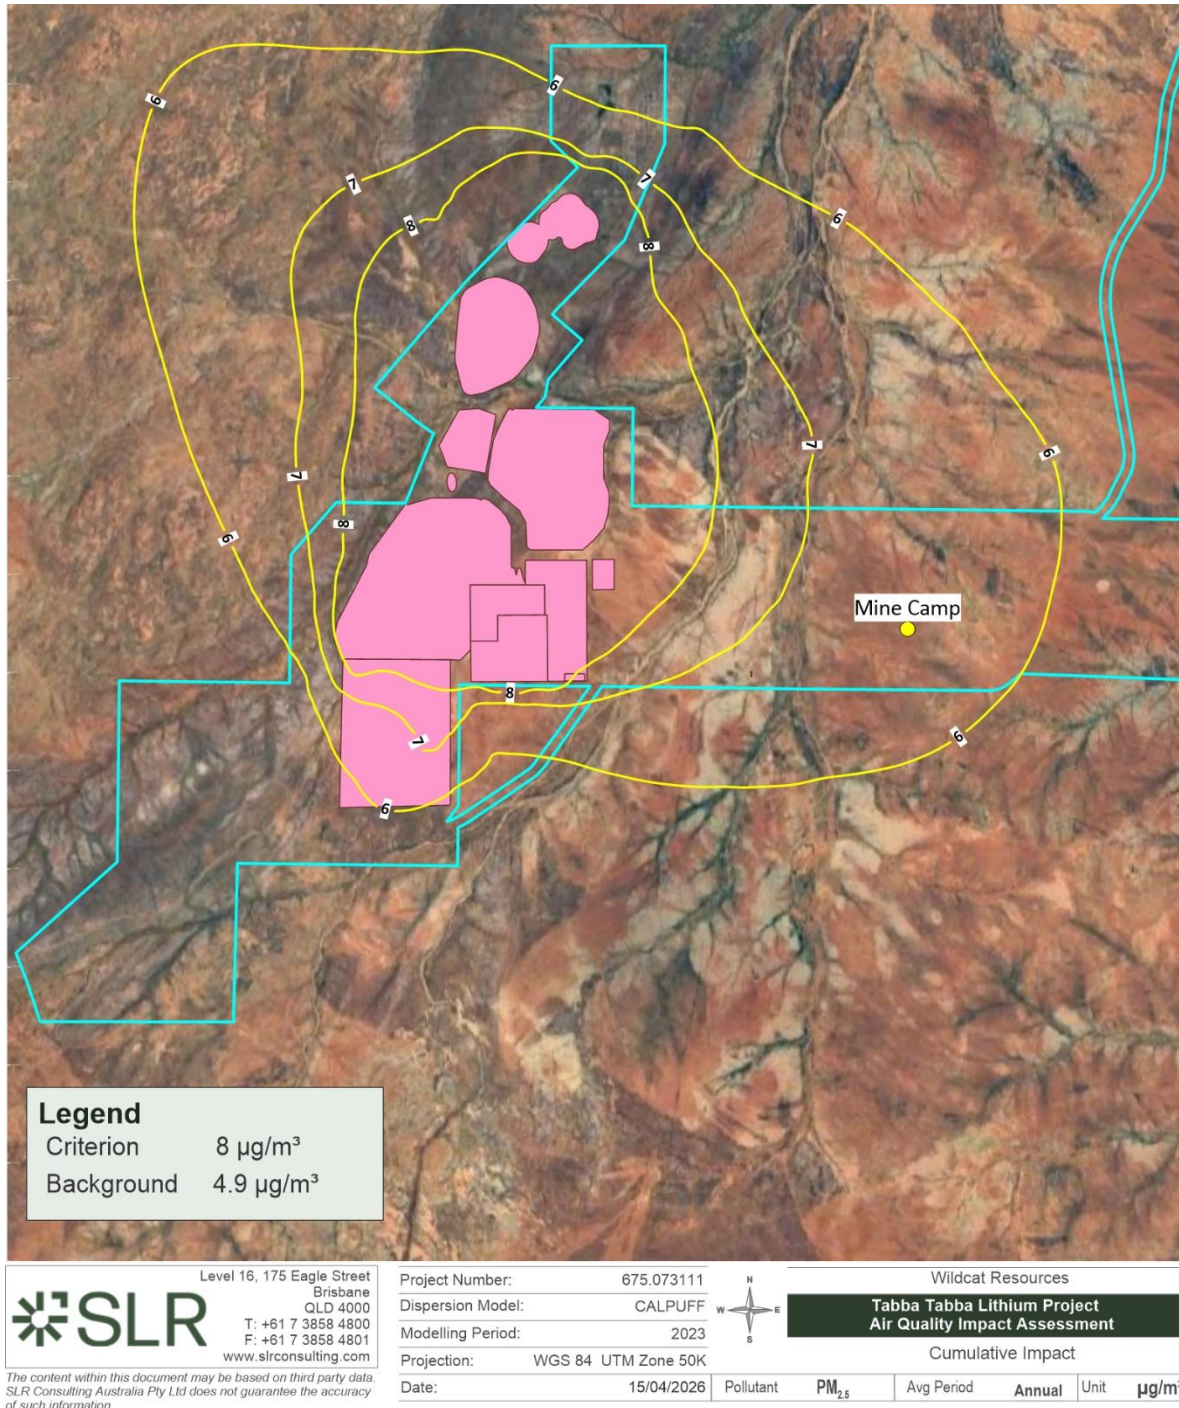 6
6
7
7
6
8
8
7
6
7
8
6
Mine Camp
8
7
6
6
Legend
Criterion 8 µg/m³
Background 4.9 µg/m³
SLR
Level 16, 175 Eagle Street
Brisbane
QLD 4000
T: +61 7 3858 4800
F: +61 7 3858 4801
www.slrconsulting.com
The content within this document may be based on third party data.
SLR Consulting Australia Pty Ltd does not guarantee the accuracy
of such information
Project Number: 675.073111
Dispersion Model: CALPUFF
Modelling Period: 2023
Projection: WGS 84 UTM Zone 50K
Date: 15/04/2026
N
W E
S
Wildcat Resources
Tabba Tabba Lithium Project
Air Quality Impact Assessment
Cumulative Impact
Pollutant PM2.5 Avg Period Annual Unit µg/m³